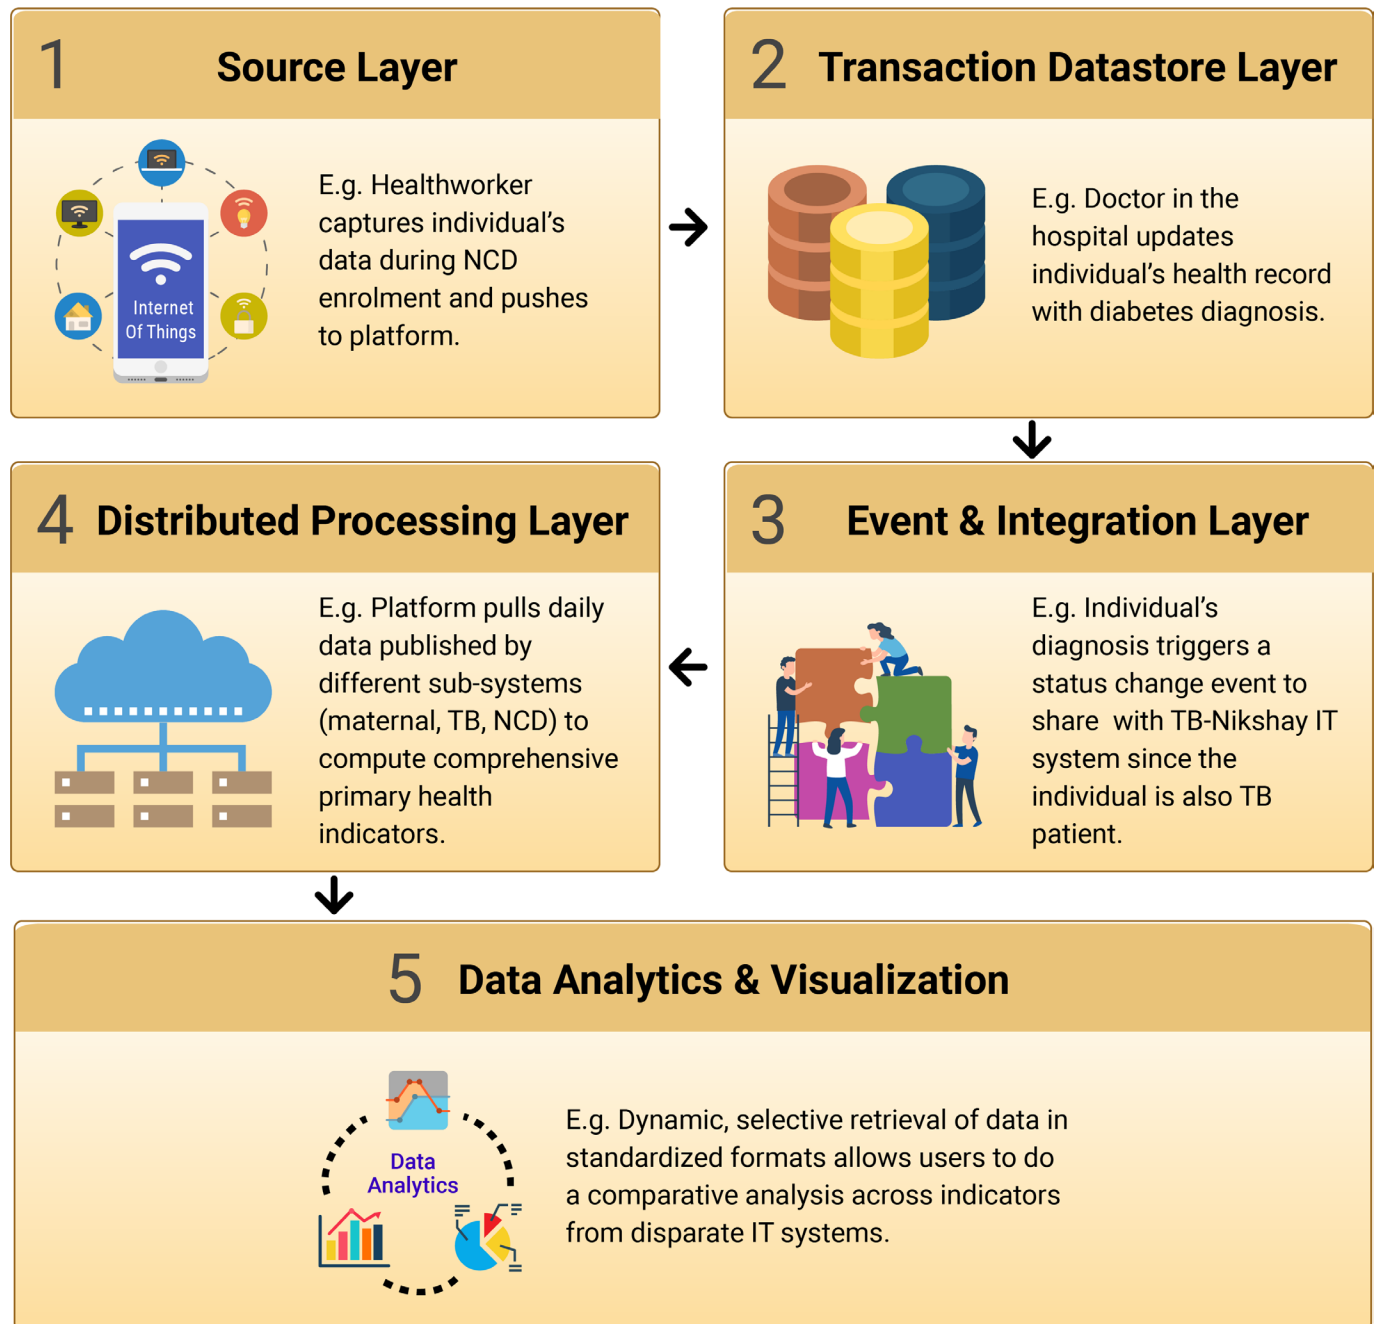 1 Source Layer
Internet
Of Things
E.g. Healthworker
captures individual's
data during NCD
enrolment and pushes
to platform.
2 Transaction Datastore Layer
E.g. Doctor in the
hospital updates
individual's health record
with diabetes diagnosis.
3 Event & Integration Layer
E.g. Individual's
diagnosis triggers a
status change event to
share with TB-Nikshay IT
system since the
individual is also TB
patient.
4 Distributed Processing Layer
E.g. Platform pulls daily
data published by
different sub-systems
(maternal, TB, NCD) to
compute comprehensive
primary health
indicators.
5 Data Analytics & Visualization
Data
Analytics
E.g. Dynamic, selective retrieval of data in
standardized formats allows users to do
a comparative analysis across indicators
from disparate IT systems.